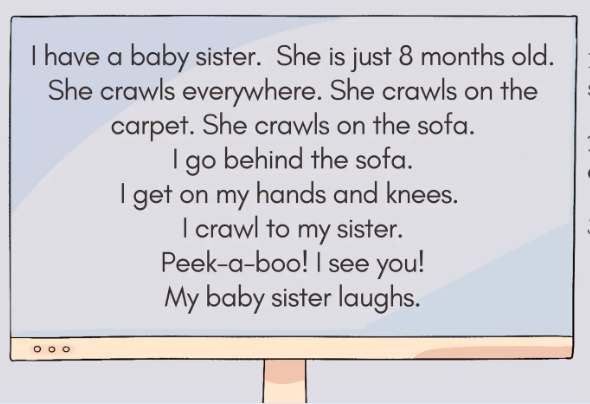 I have a baby sister.  She is just 8 months old.
She crawls everywhere. She crawls on the
carpet. She crawls on the sofa.
I go behind the sofa.
I get on my hands and knees.
I crawl to my sister.
Peek-a-boo! I see you!
My baby sister laughs.